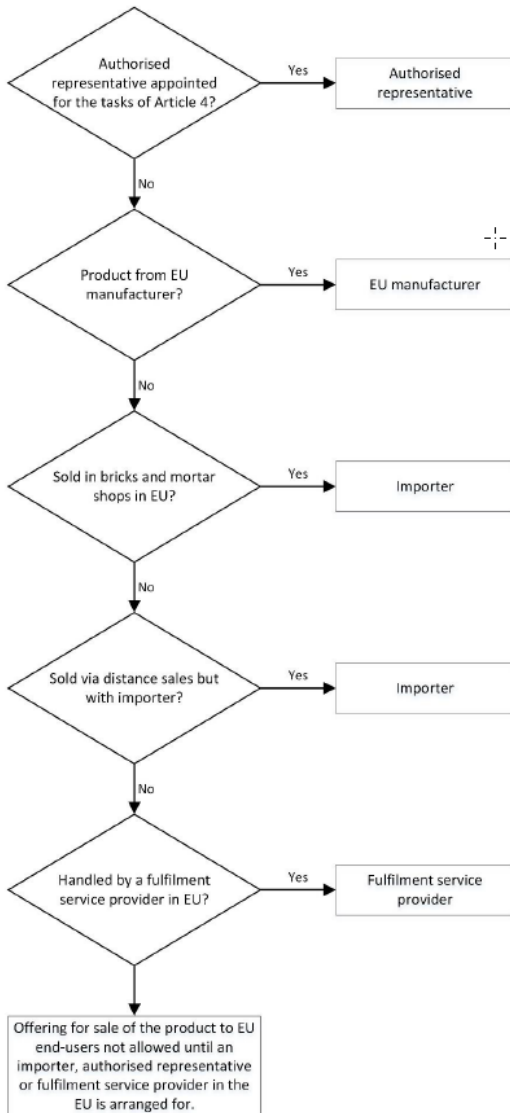 Authorised
representative appointed
for the tasks of Article 4?
Yes
Authorised
representative
No
Product from EU
manufacturer?
Yes
EU manufacturer
No
Sold in bricks and mortar
shops in EU?
Yes
Importer
No
Sold via distance sales but
with importer?
Yes
Importer
No
Handled by a fulfilment
service provider in EU?
Yes
Fulfilment service
provider
Offering for sale of the product to EU
end-users not allowed until an
importer, authorised representative
or fulfilment service provider in the
EU is arranged for.